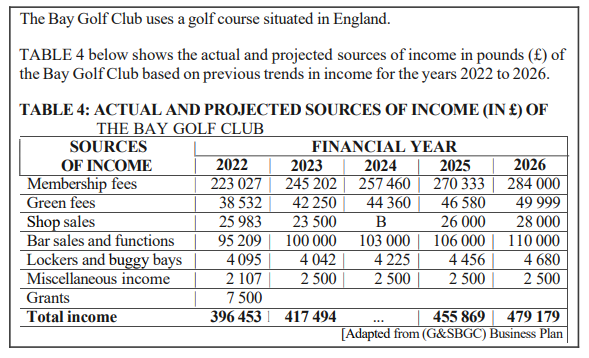 The Bay Golf Club uses a golf course situated in England.
TABLE 4 below shows the actual and projected sources of income in pounds (£) of
the Bay Golf Club based on previous trends in income for the years 2022 to 2026.
TABLE 4: ACTUAL AND PROJECTED SOURCES OF INCOME (IN £) OF
THE BAY GOLF CLUB
SOURCES FINANCIAL YEAR
OF INCOME 2022 2023 2024 2025 2026
Membership fees 223 027 245 202 257 460 270 333 284 000
Green fees 38 532 42 250 44 360 46 580 49 999
Shop sales 25 983 23 500 B 26 000 28 000
Bar sales and functions 95 209 100 000 103 000 106 000 110 000
Lockers and buggy bays 4 095 4 042 4 225 4 456 4 680
Miscellaneous income 2 107 2 500 2 500 2 500 2 500
Grants 7 500
Total income 396 453 417 494 ... 455 869 479 179
[Adapted from (G&SBGC) Business Plan